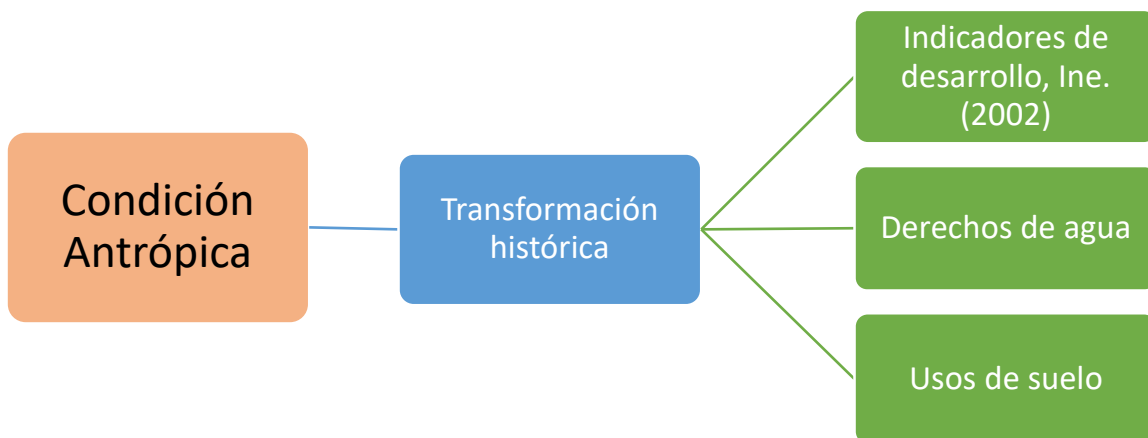 Condición
Antrópica
Transformación
histórica
Indicadores de
desarrollo, Ine.
(2002)
Derechos de agua
Usos de suelo